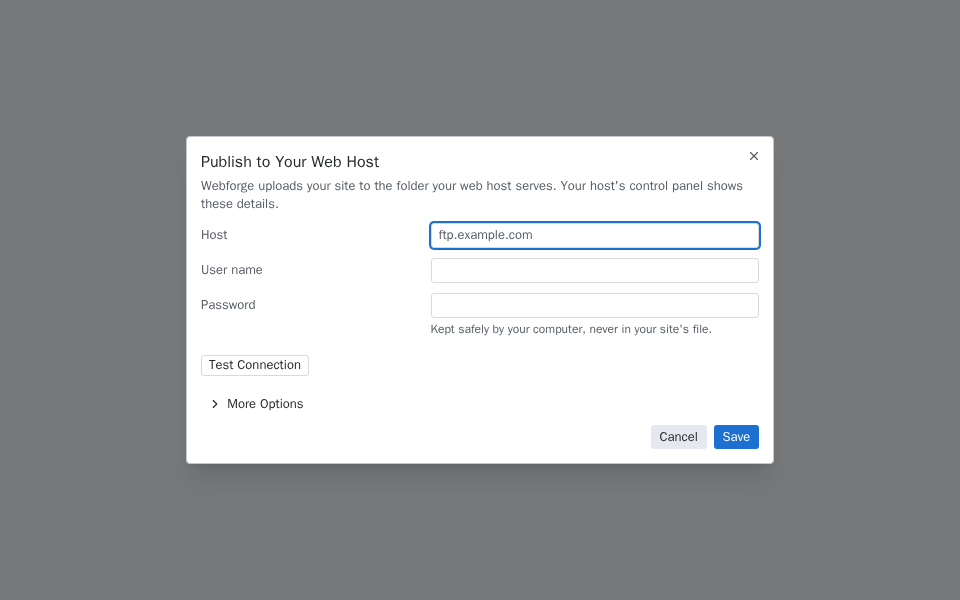 Publish to Your Web Host
Webforge uploads your site to the folder your web host serves. Your host's control panel shows
these details.
Host
ftp.example.com
User name
Password
Kept safely by your computer, never in your site's file.
Test Connection
More Options
Cancel
Save